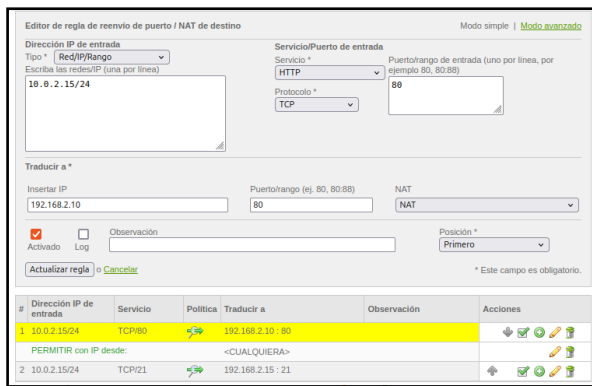 Editor de regla de reenvío de puerto / NAT de destino
Modo simple | Modo avanzado
Dirección IP de entrada
Tipo * Red/IP/Rango
Escriba las redes/IP (una por línea)
10.0.2.15/24
Servicio/Puerto de entrada
Servicio *
HTTP
Protocolo *
TCP
Puerto/rango de entrada (uno por línea, por
ejemplo 80, 80:88)
80
Traducir a *
Insertar IP
192.168.2.10
Puerto/rango (ej. 80, 80:88)
80
NAT
NAT
Activado
Log
Observación
Posición *
Primero
Actualizar regla o Cancelar
* Este campo es obligatorio.
# Dirección IP de entrada Servicio Política Traducir a Observación Acciones
1 10.0.2.15/24 TCP/80 192.168.2.10 : 80
PERMITIR con IP desde: <CUALQUIERA>
2 10.0.2.15/24 TCP/21 192.168.2.15 : 21